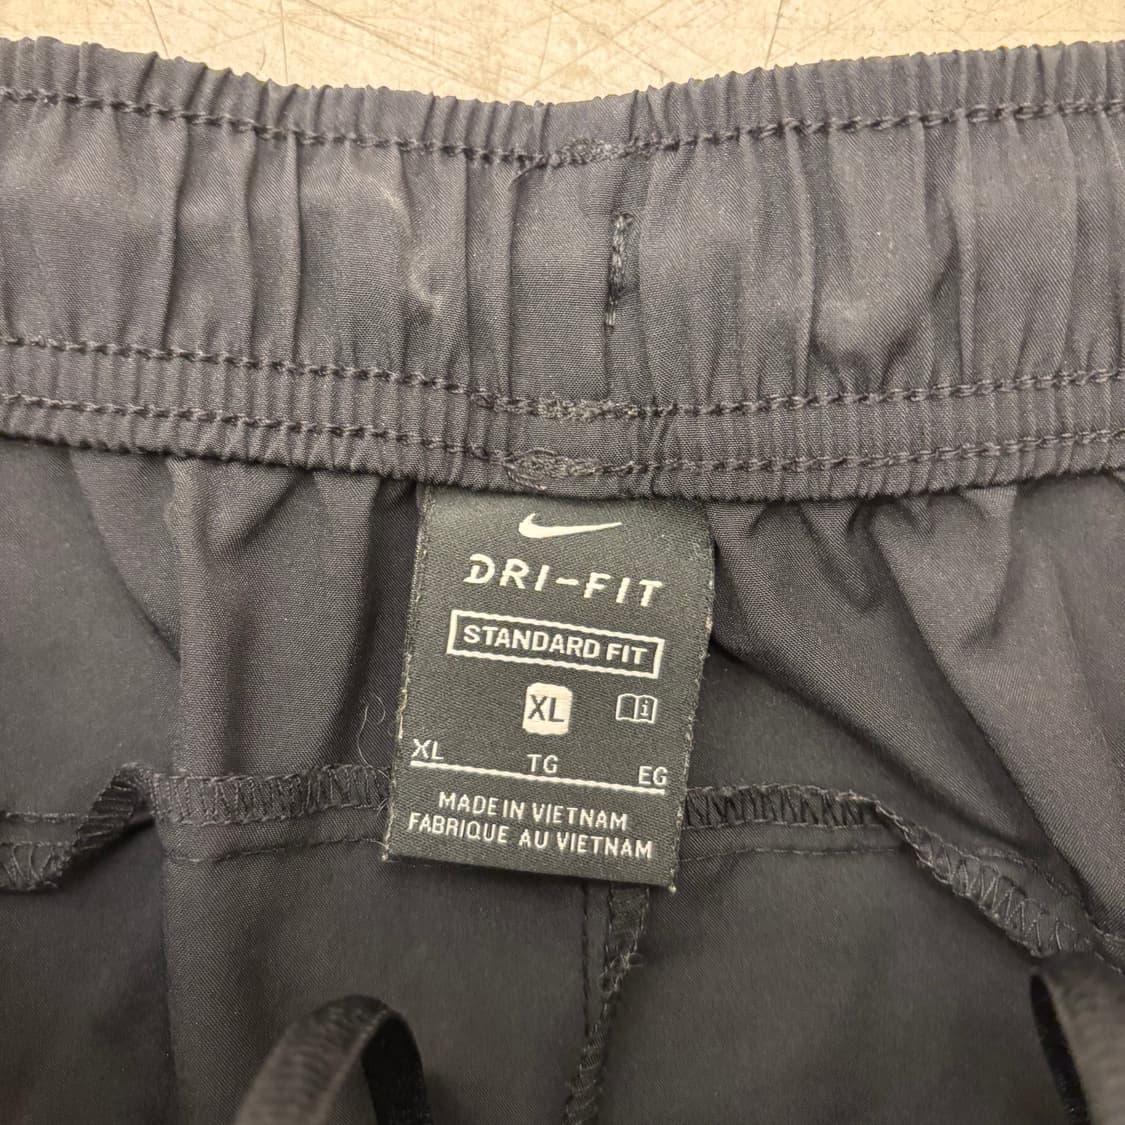 DRI-FIT
STANDARD FIT
XL i
XL TG EG
MADE IN VIETNAM
FABRIQUE AU VIETNAM